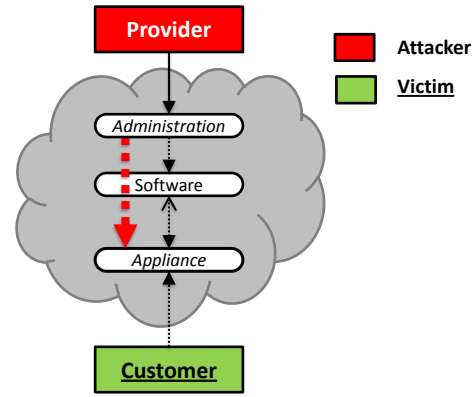 Provider
Attacker
Victim
Administration
Software
Appliance
Customer